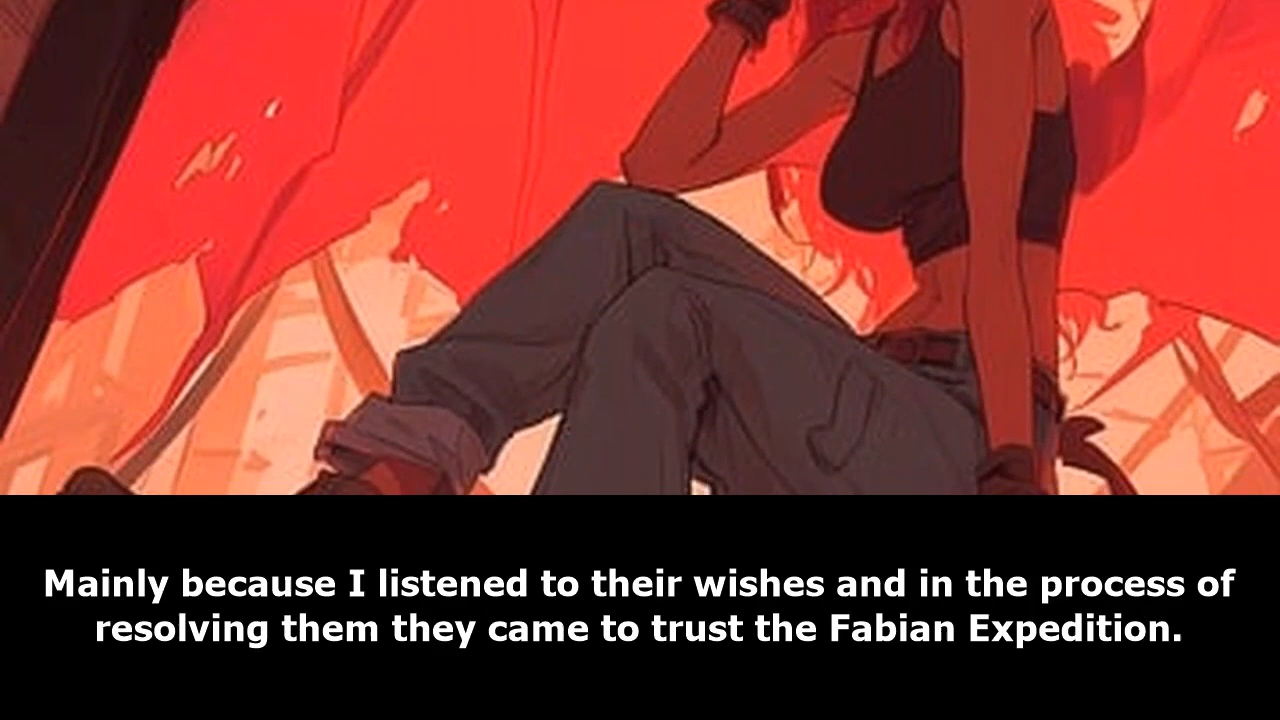 Mainly because I listened to their wishes and in the process of
resolving them they came to trust the Fabian Expedition.